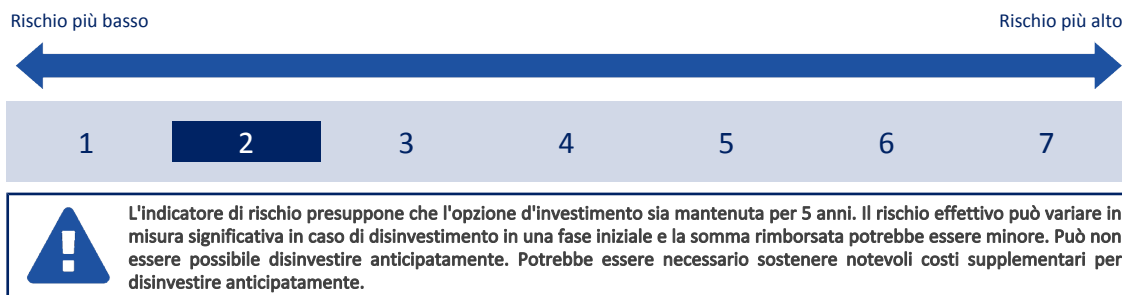 Rischio più basso Rischio più alto
1 2 3 4 5 6 7
L'indicatore di rischio presuppone che l'opzione d'investimento sia mantenuta per 5 anni. Il rischio effettivo può variare in
misura significativa in caso di disinvestimento in una fase iniziale e la somma rimborsata potrebbe essere minore. Può non
essere possibile disinvestire anticipatamente. Potrebbe essere necessario sostenere notevoli costi supplementari per
disinvestire anticipatamente.